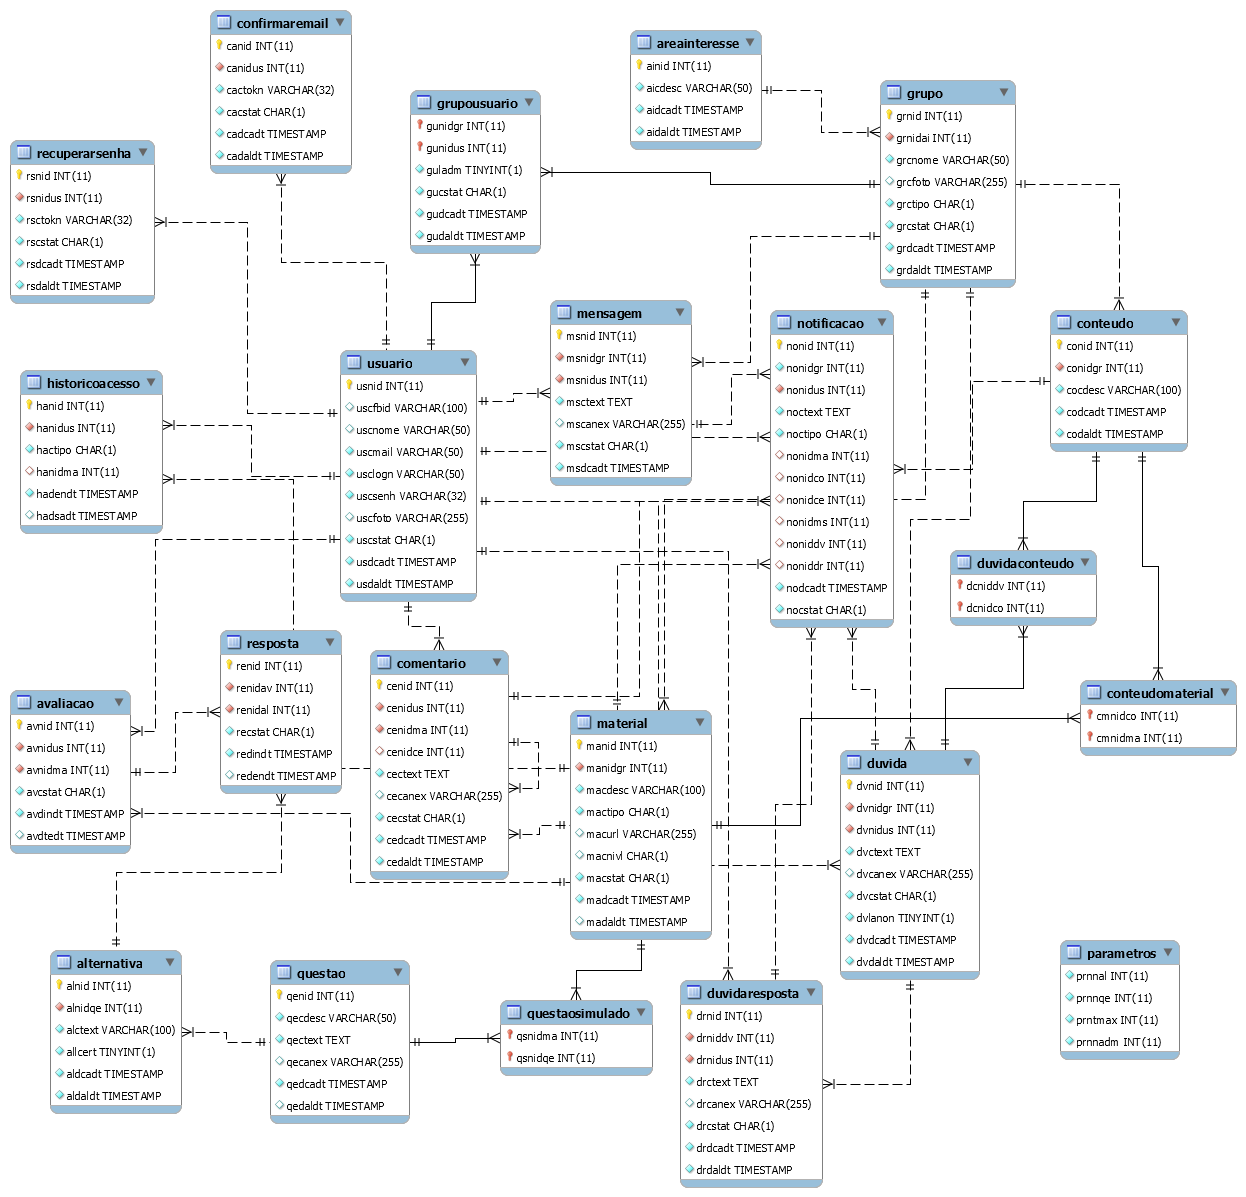 confirmaremail
canid INT(11)
canidus INT(11)
cactokn VARCHAR(32)
cacstat CHAR(1)
cadcadt TIMESTAMP
cadaldt TIMESTAMP
areainteresse
ainid INT(11)
aicdesc VARCHAR(50)
aidcadt TIMESTAMP
aidaldt TIMESTAMP
grupousuario
gunidgr INT(11)
gunidus INT(11)
guladm TINYINT(1)
gucstat CHAR(1)
gudcadt TIMESTAMP
gudaldt TIMESTAMP
grupo
grnid INT(11)
grnidai INT(11)
grcnome VARCHAR(50)
grcfoto VARCHAR(255)
grctipo CHAR(1)
grcstat CHAR(1)
grdcadt TIMESTAMP
grdaldt TIMESTAMP
recuperarsenha
rsnid INT(11)
rsnidus INT(11)
rsctokn VARCHAR(32)
rscstat CHAR(1)
rsdcadt TIMESTAMP
rsdaldt TIMESTAMP
mensagem
msnid INT(11)
msnidgr INT(11)
msnidus INT(11)
msctext TEXT
mscanex VARCHAR(255)
mscstat CHAR(1)
msdcadt TIMESTAMP
notificacao
nonid INT(11)
nonidgr INT(11)
nonidus INT(11)
noctext TEXT
noctipo CHAR(1)
nonidma INT(11)
nonidco INT(11)
nonidce INT(11)
nonidms INT(11)
noniddv INT(11)
noniddr INT(11)
nodcadt TIMESTAMP
nocstat CHAR(1)
conteudo
conid INT(11)
conidgr INT(11)
cocdesc VARCHAR(100)
codcadt TIMESTAMP
codaldt TIMESTAMP
usuario
usnid INT(11)
uscfbid VARCHAR(100)
uscnome VARCHAR(50)
uscmail VARCHAR(50)
usclogn VARCHAR(50)
uscsenh VARCHAR(32)
uscfoto VARCHAR(255)
uscstat CHAR(1)
usdcadt TIMESTAMP
usdaldt TIMESTAMP
historicoacesso
hanid INT(11)
hanidus INT(11)
hactipo CHAR(1)
hanidma INT(11)
hadendt TIMESTAMP
hadsadt TIMESTAMP
duvidaconteudo
dcniddv INT(11)
dcnidco INT(11)
resposta
renid INT(11)
renidav INT(11)
renidal INT(11)
recstat CHAR(1)
redindt TIMESTAMP
redendt TIMESTAMP
comentario
cenid INT(11)
cenidus INT(11)
cenidma INT(11)
cenidce INT(11)
cectext TEXT
cecanex VARCHAR(255)
cecstat CHAR(1)
cedcadt TIMESTAMP
cedaldt TIMESTAMP
avaliacao
avnid INT(11)
avnidus INT(11)
avnidma INT(11)
avcstat CHAR(1)
avdindt TIMESTAMP
avdtedt TIMESTAMP
material
manid INT(11)
manidgr INT(11)
macdesc VARCHAR(100)
mactipo CHAR(1)
macurl VARCHAR(255)
macnivl CHAR(1)
macstat CHAR(1)
madcadt TIMESTAMP
madaldt TIMESTAMP
conteudomaterial
cmnidco INT(11)
cmnidma INT(11)
duvida
dvnid INT(11)
dvnidgr INT(11)
dvnidus INT(11)
dvctext TEXT
dvcanex VARCHAR(255)
dvcstat CHAR(1)
dvlanon TINYINT(1)
dvdcadt TIMESTAMP
dvdaldt TIMESTAMP
alternativa
alnid INT(11)
alnidqe INT(11)
alctext VARCHAR(100)
allcert TINYINT(1)
aldcadt TIMESTAMP
aldaldt TIMESTAMP
questao
qenid INT(11)
qecdesc VARCHAR(50)
qectext TEXT
qecanex VARCHAR(255)
qedcadt TIMESTAMP
qedaldt TIMESTAMP
questaosimulado
qsnidma INT(11)
qsnidqe INT(11)
duvidaresposta
drnid INT(11)
drniddv INT(11)
drnidus INT(11)
drctext TEXT
drcanex VARCHAR(255)
drcstat CHAR(1)
drdcadt TIMESTAMP
drdaldt TIMESTAMP
parametros
prnnal INT(11)
prnnqe INT(11)
prntmax INT(11)
prnnadm INT(11)